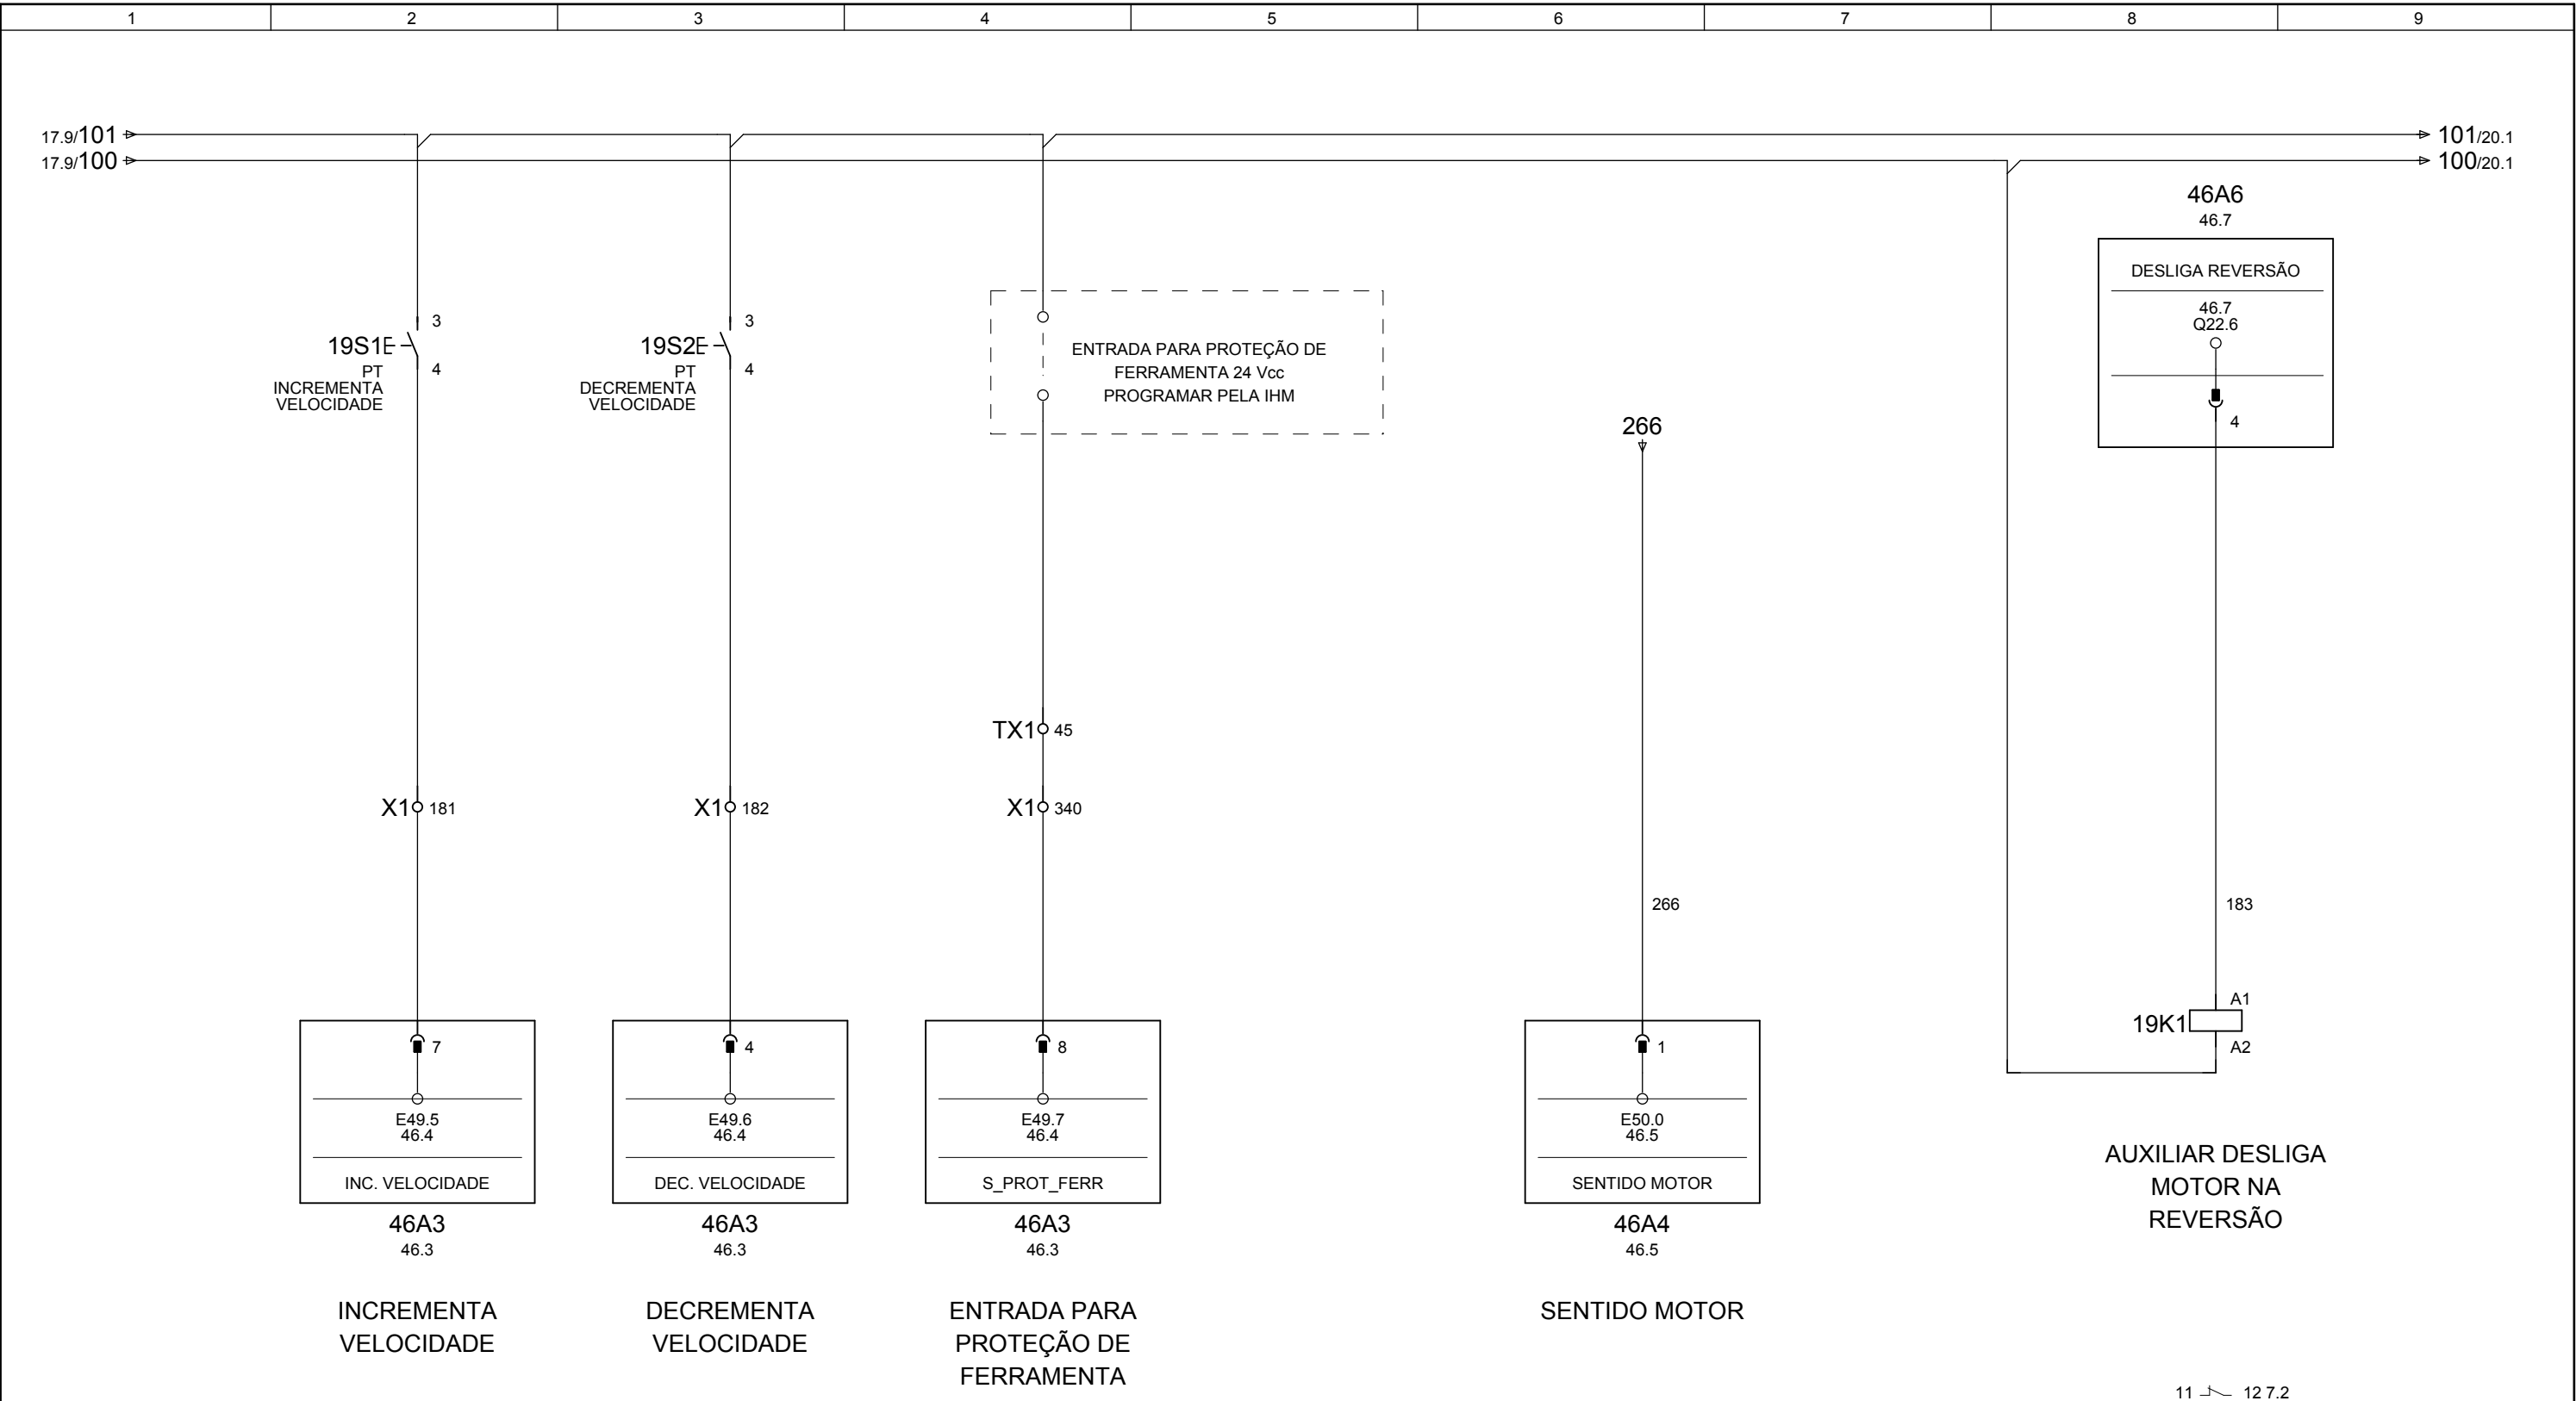 1 2 3 4 5 6 7 8 9
17.9/101 101/20.1
17.9/100 100/20.1
46A6
46.7
DESLIGA REVERSÃO
46.7
Q22.6
4
3
19S1E
4
PT
INCREMENTA
VELOCIDADE
3
19S2E
4
PT
DECREMENTA
VELOCIDADE
ENTRADA PARA PROTEÇÃO DE
FERRAMENTA 24 Vcc
PROGRAMAR PELA IHM
266
TX1 45
X1 181
X1 182
X1 340
266
183
A1
19K1
A2
7
E49.5
46.4
INC. VELOCIDADE
46A3
46.3
INCREMENTA
VELOCIDADE
4
E49.6
46.4
DEC. VELOCIDADE
46A3
46.3
DECREMENTA
VELOCIDADE
8
E49.7
46.4
S_PROT_FERR
46A3
46.3
ENTRADA PARA
PROTEÇÃO DE
FERRAMENTA
1
E50.0
46.5
SENTIDO MOTOR
46A4
46.5
SENTIDO MOTOR
AUXILIAR DESLIGA
MOTOR NA
REVERSÃO
11 12 7.2